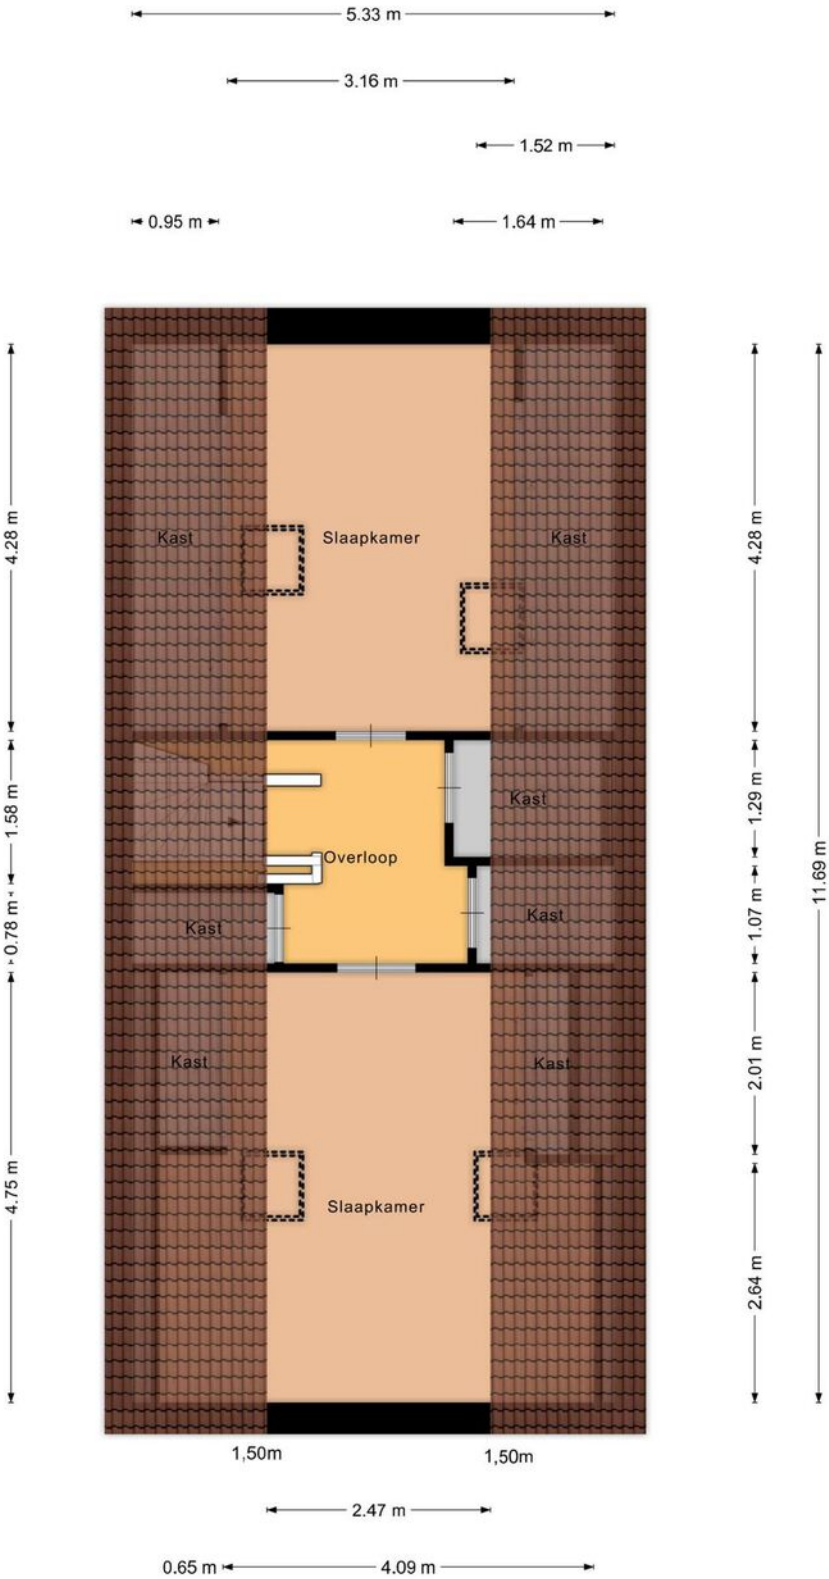 5.33 m
3.16 m
1.52 m
0.95 m
1.64 m
4.28 m
4.28 m
Kast
Slaapkamer
Kast
1.58 m
1.29 m
Kast
Overloop
11.69 m
0.78 m
Kast
Kast
1.07 m
Kast
Kast
2.01 m
4.75 m
Slaapkamer
2.64 m
1,50m
1,50m
2.47 m
0.65 m
4.09 m